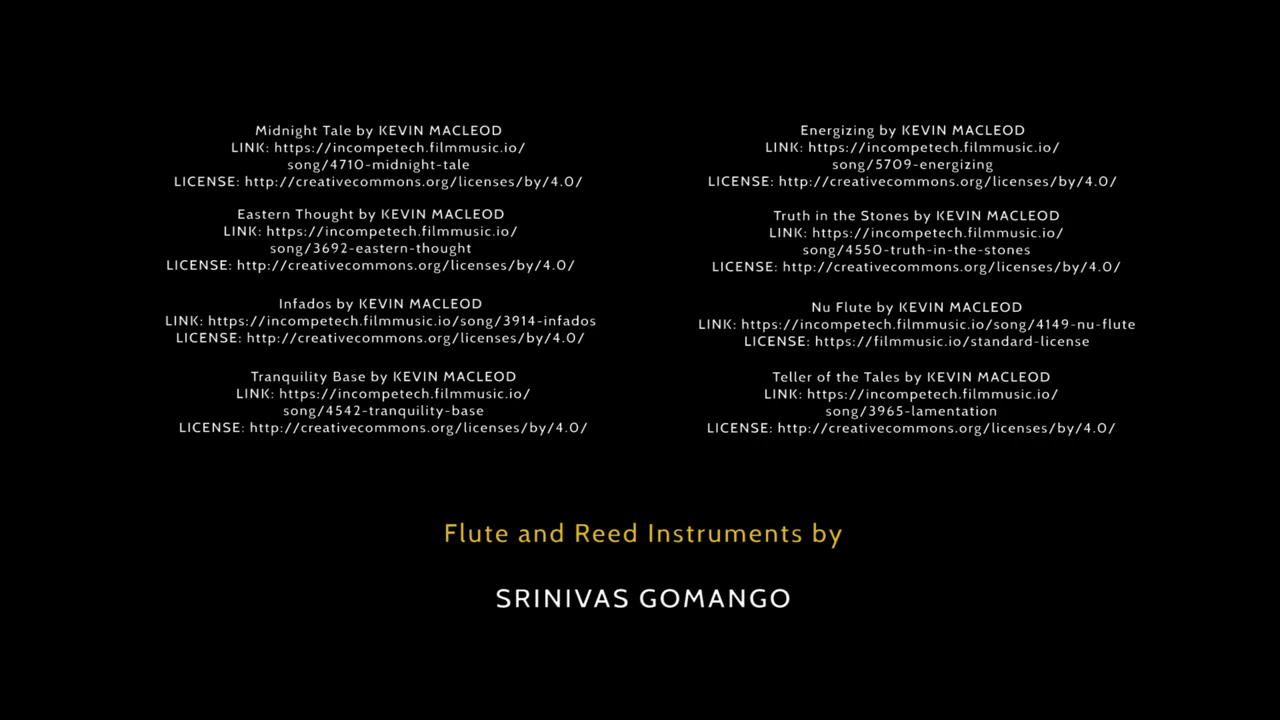 Midnight Tale by KEVIN MACLEOD
LINK: https://incompetech.filmmusic.io/
song/4710-midnight-tale
LICENSE: http://creativecommons.org/licenses/by/4.0/
Eastern Thought by KEVIN MACLEOD
LINK: https://incompetech.filmmusic.io/
song/3692-eastern-thought
LICENSE: http://creativecommons.org/licenses/by/4.0/
Infados by KEVIN MACLEOD
LINK: https://incompetech.filmmusic.io/song/3914-infados
LICENSE: http://creativecommons.org/licenses/by/4.0/
Tranquility Base by KEVIN MACLEOD
LINK: https://incompetech.filmmusic.io/
song/4542-tranquility-base
LICENSE: http://creativecommons.org/licenses/by/4.0/
Energizing by KEVIN MACLEOD
LINK: https://incompetech.filmmusic.io/
song/5709-energizing
LICENSE: http://creativecommons.org/licenses/by/4.0/
Truth in the Stones by KEVIN MACLEOD
LINK: https://incompetech.filmmusic.io/
song/4550-truth-in-the-stones
LICENSE: http://creativecommons.org/licenses/by/4.0/
Nu Flute by KEVIN MACLEOD
LINK: https://incompetech.filmmusic.io/song/4149-nu-flute
LICENSE: https://filmmusic.io/standard-license
Teller of the Tales by KEVIN MACLEOD
LINK: https://incompetech.filmmusic.io/
song/3965-lamentation
LICENSE: http://creativecommons.org/licenses/by/4.0/
Flute and Reed Instruments by
SRINIVAS GOMANGO